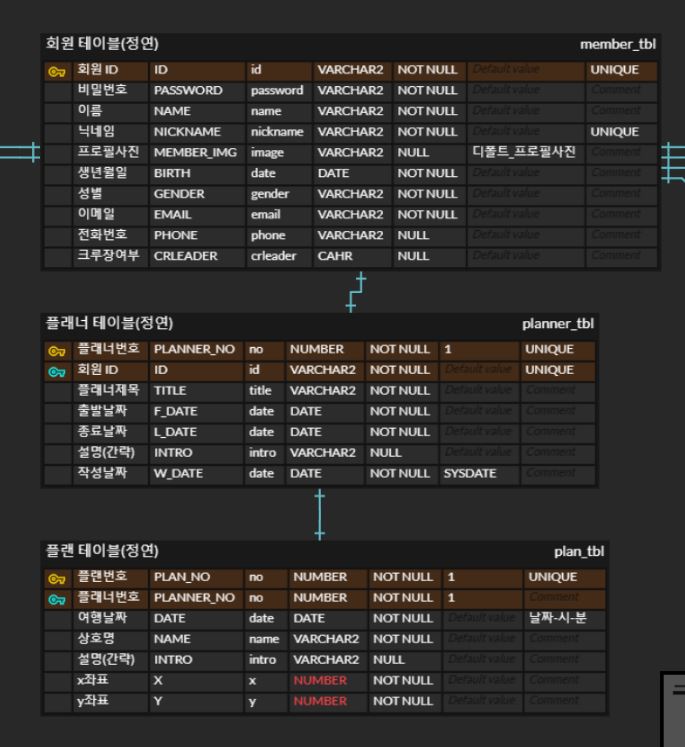 회원 테이블(정연) member_tbl
회원 ID ID id VARCHAR2 NOT NULL Default value UNIQUE
비밀번호 PASSWORD password VARCHAR2 NOT NULL Default value Comment
이름 NAME name VARCHAR2 NOT NULL Default value Comment
닉네임 NICKNAME nickname VARCHAR2 NOT NULL Default value UNIQUE
프로필사진 MEMBER_IMG image VARCHAR2 NULL 디폴트_프로필사진 Comment
생년월일 BIRTH date DATE NOT NULL Default value Comment
성별 GENDER gender VARCHAR2 NOT NULL Default value Comment
이메일 EMAIL email VARCHAR2 NOT NULL Default value Comment
전화번호 PHONE phone VARCHAR2 NULL Default value Comment
크루장여부 CRLEADER crleader CAHR NULL Default value Comment
플래너 테이블(정연) planner_tbl
플래너번호 PLANNER_NO no NUMBER NOT NULL 1 UNIQUE
회원 ID ID id VARCHAR2 NOT NULL Default value UNIQUE
플래너제목 TITLE title VARCHAR2 NOT NULL Default value Comment
출발날짜 F_DATE date DATE NOT NULL Default value Comment
종료날짜 L_DATE date DATE NOT NULL Default value Comment
설명(간략) INTRO intro VARCHAR2 NULL Default value Comment
작성날짜 W_DATE date DATE NOT NULL SYSDATE Comment
플랜 테이블(정연) plan_tbl
플랜번호 PLAN_NO no NUMBER NOT NULL 1 UNIQUE
플래너번호 PLANNER_NO no NUMBER NOT NULL 1 Comment
여행날짜 DATE date DATE NOT NULL Default value 날짜-시-분
상호명 NAME name VARCHAR2 NOT NULL Default value Comment
설명(간략) INTRO intro VARCHAR2 NULL Default value Comment
x좌표 X x NUMBER NOT NULL Default value Comment
y좌표 Y y NUMBER NOT NULL Default value Comment